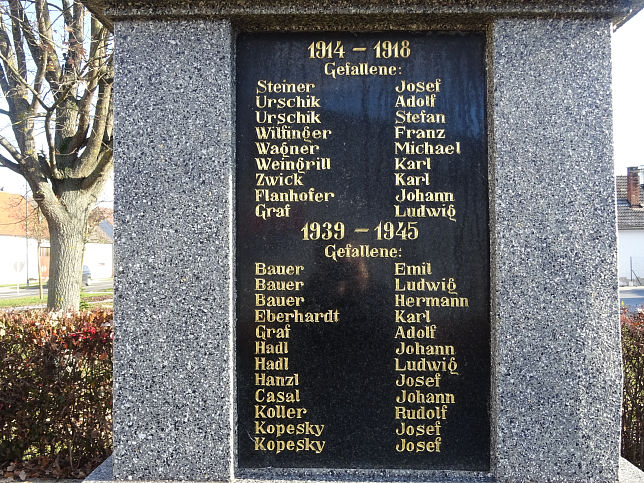 1914 – 1918
Gefallene:
Steiner Josef
Urschik Adolf
Urschik Stefan
Wilfinger Franz
Wagner Michael
Weingrill Karl
Zwick Karl
Flanhofer Johann
Graf Ludwig
1939 – 1945
Gefallene:
Bauer Emil
Bauer Ludwig
Bauer Hermann
Eberhardt Karl
Graf Adolf
Hadl Johann
Hadl Ludwig
Hanzl Josef
Casal Johann
Koller Rudolf
Kopesky Josef
Kopesky Josef